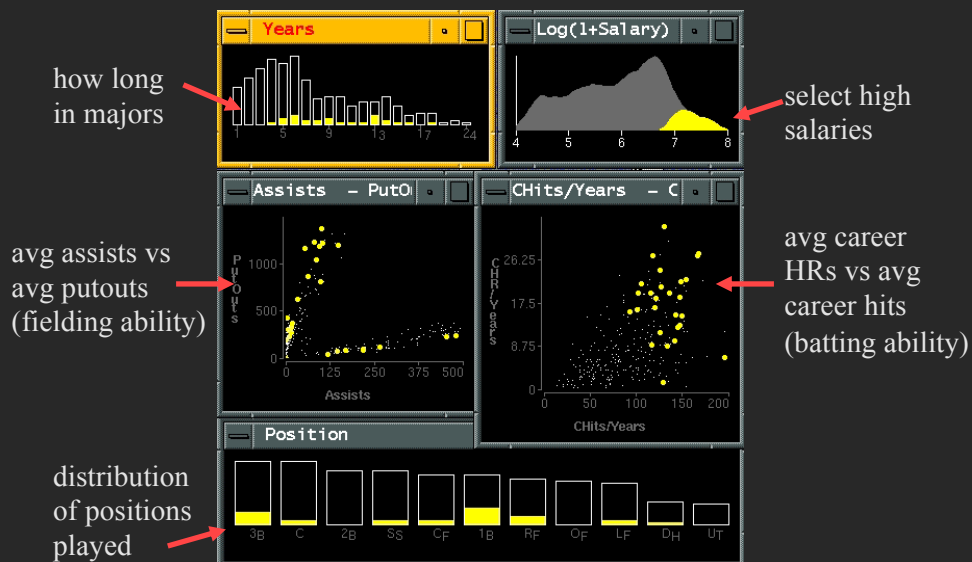 Years
Log(1+Salary)
how long
in majors
select high
salaries
1 5 9 13 17 24
4 5 6 7 8
Assists – PutO
CHits/Years – C
avg assists vs
avg putouts
(fielding ability)
PutOuts
1000
500
0
0 125 250 375 500
Assists
CHR/Years
26.25
17.5
8.75
0
0 50 100 150 200
CHits/Years
avg career
HRs vs avg
career hits
(batting ability)
Position
distribution
of positions
played
3B C 2B SS CF 1B RF OF LF DH UT